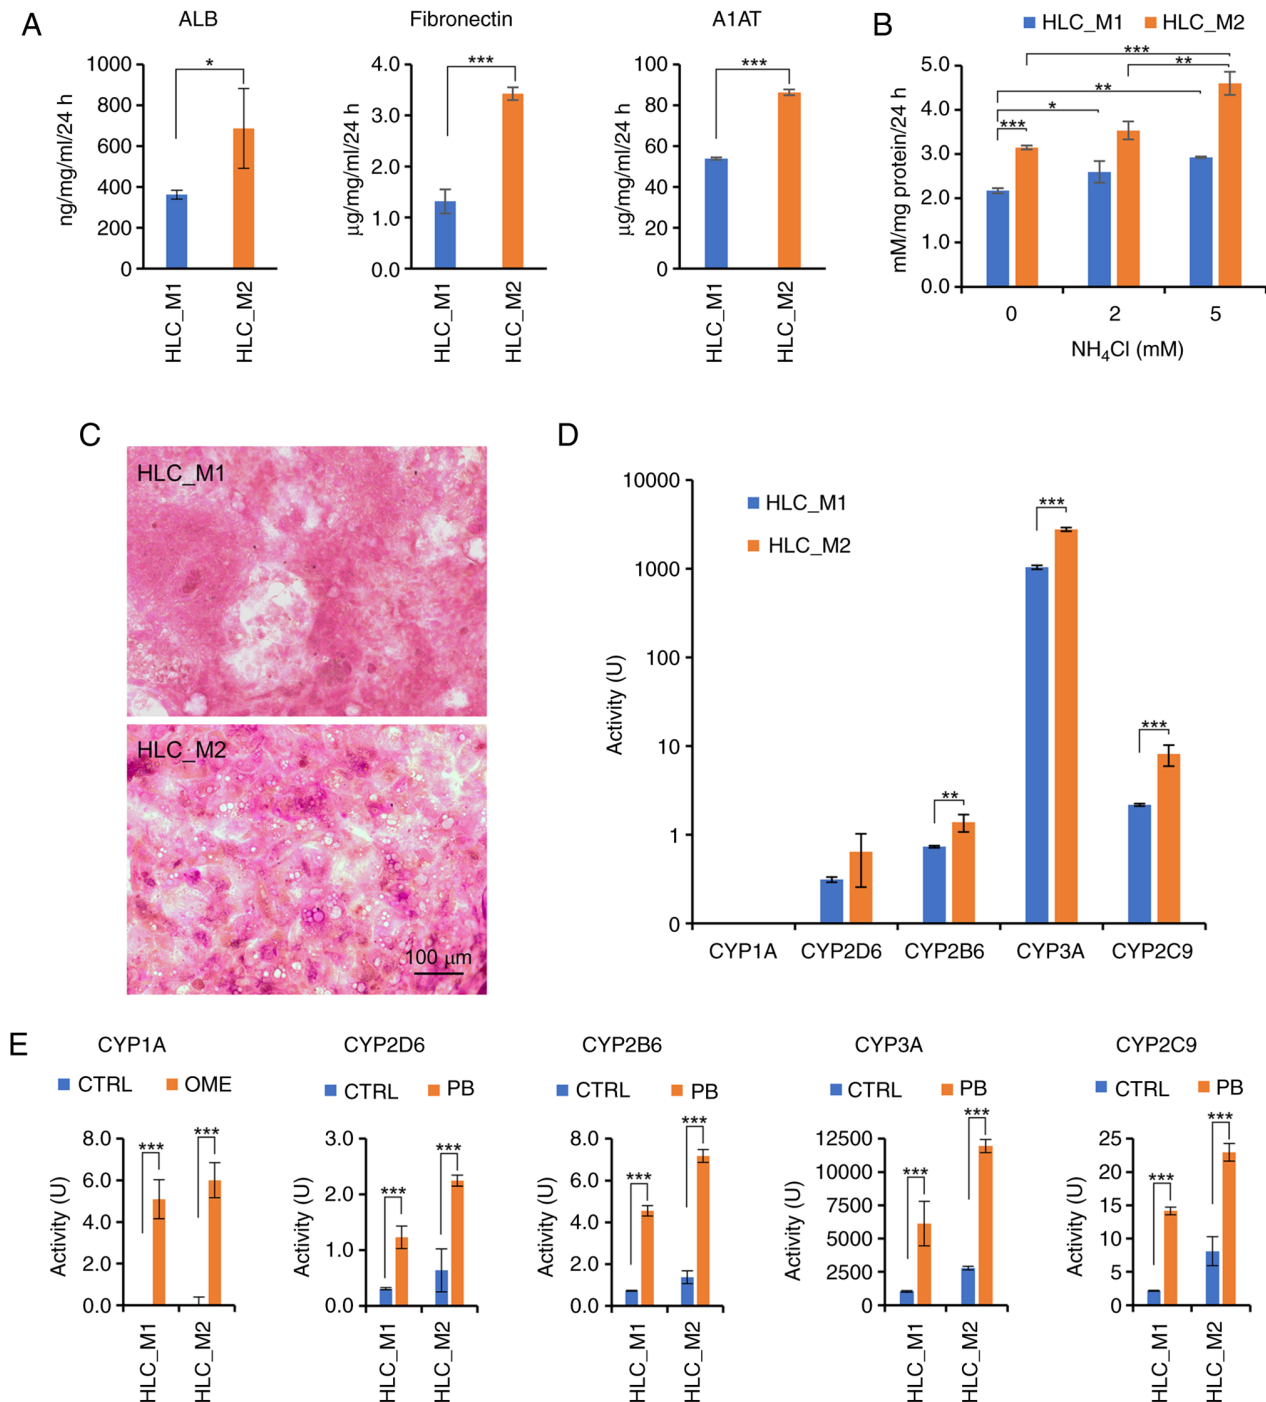 A
ALB
ng/mg/ml/24 h
1000
800
600
400
200
0
*
HLC_M1
HLC_M2
Fibronectin
µg/mg/ml/24 h
4.0
3.0
2.0
1.0
0.0
***
HLC_M1
HLC_M2
A1AT
µg/mg/ml/24 h
100
80
60
40
20
0
***
HLC_M1
HLC_M2
B
HLC_M1
HLC_M2
mM/mg protein/24 h
5.0
4.0
3.0
2.0
1.0
0.0
***
**
**
*
***
0
2
5
NH₄Cl (mM)
C
HLC_M1
HLC_M2
100 µm
D
HLC_M1
HLC_M2
Activity (U)
10000
1000
100
10
1
0
***
***
**
CYP1A
CYP2D6
CYP2B6
CYP3A
CYP2C9
E
CYP1A
CTRL
OME
Activity (U)
8.0
6.0
4.0
2.0
0.0
***
***
HLC_M1
HLC_M2
CYP2D6
CTRL
PB
Activity (U)
3.0
2.0
1.0
0.0
***
***
HLC_M1
HLC_M2
CYP2B6
CTRL
PB
Activity (U)
8.0
6.0
4.0
2.0
0.0
***
***
HLC_M1
HLC_M2
CYP3A
CTRL
PB
Activity (U)
12500
10000
7500
5000
2500
0
***
***
HLC_M1
HLC_M2
CYP2C9
CTRL
PB
Activity (U)
25
20
15
10
5
0
***
***
HLC_M1
HLC_M2